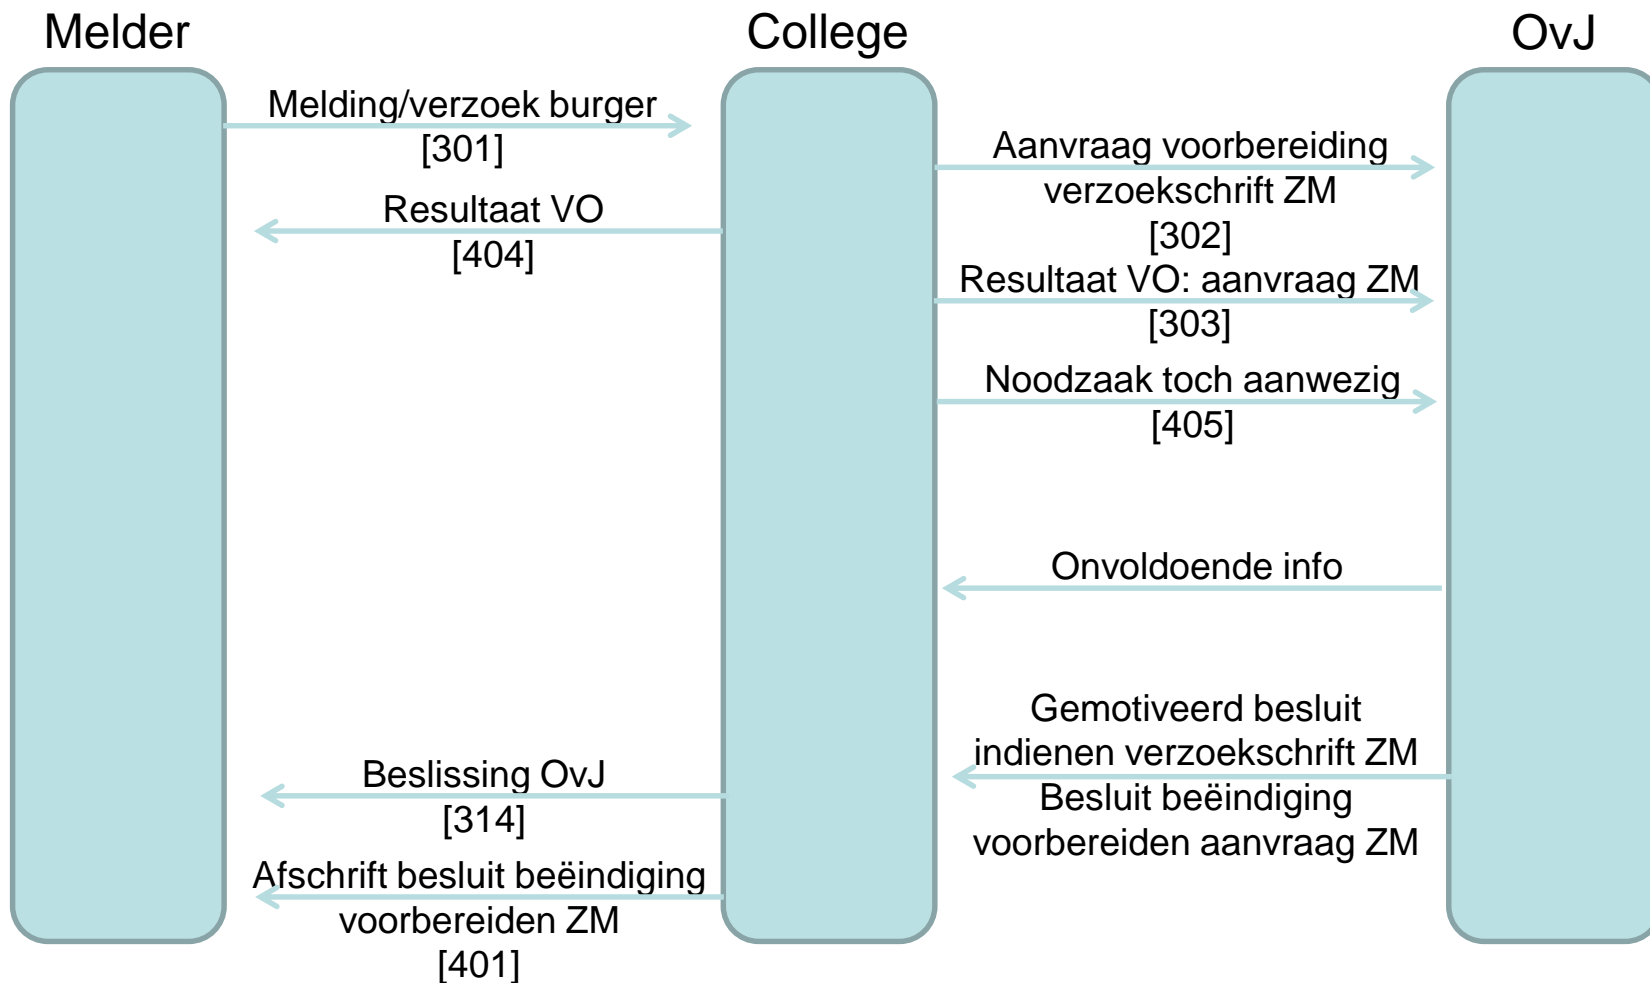 Melder
College
OvJ
Melding/verzoek burger
[301]
Aanvraag voorbereiding
verzoekschrift ZM
[302]
Resultaat VO
[404]
Resultaat VO: aanvraag ZM
[303]
Noodzaak toch aanwezig
[405]
Onvoldoende info
Gemotiveerd besluit
indienen verzoekschrift ZM
Besluit beëindiging
voorbereiden aanvraag ZM
Beslissing OvJ
[314]
Afschrift besluit beëindiging
voorbereiden ZM
[401]